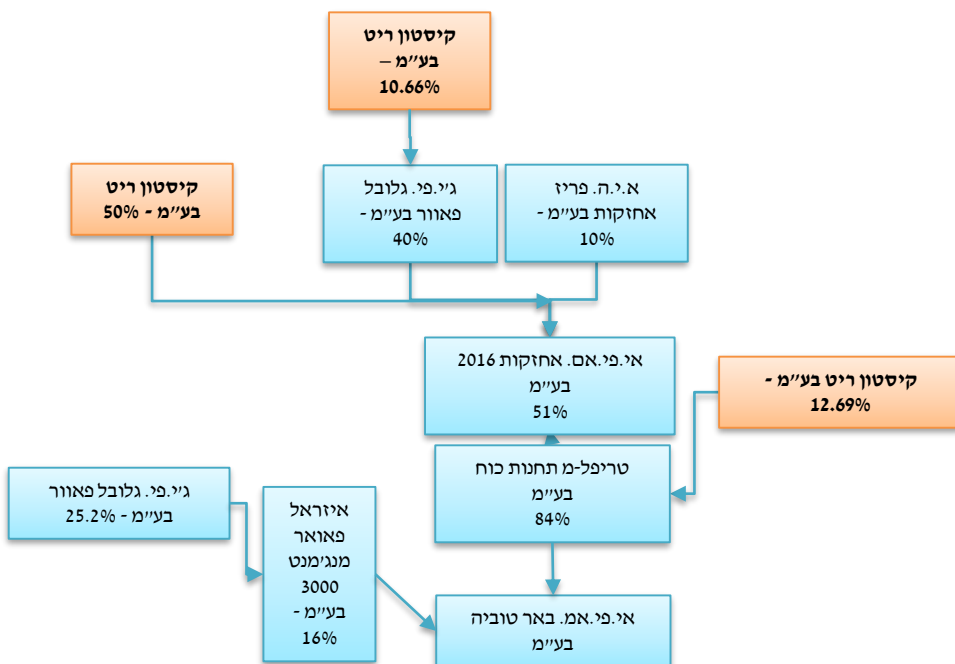 קיסטון ריט
בע״מ –
10.66%
קיסטון ריט
בע״מ - 50%
ג׳י.פי. גלובל
פאוור בע״מ -
40%
א.י.ה. פריז
אחזקות בע״מ -
10%
אי.פי.אם. אחזקות 2016
בע״מ
51%
קיסטון ריט בע״מ -
12.69%
טריפל-מ תחנות כוח
בע״מ
84%
ג׳י.פי. גלובל פאוור
בע״מ - 25.2%
איזראל
פאואר
מנג׳מנט
3000
בע״מ -
16%
אי.פי.אמ. באר טוביה
בע״מ